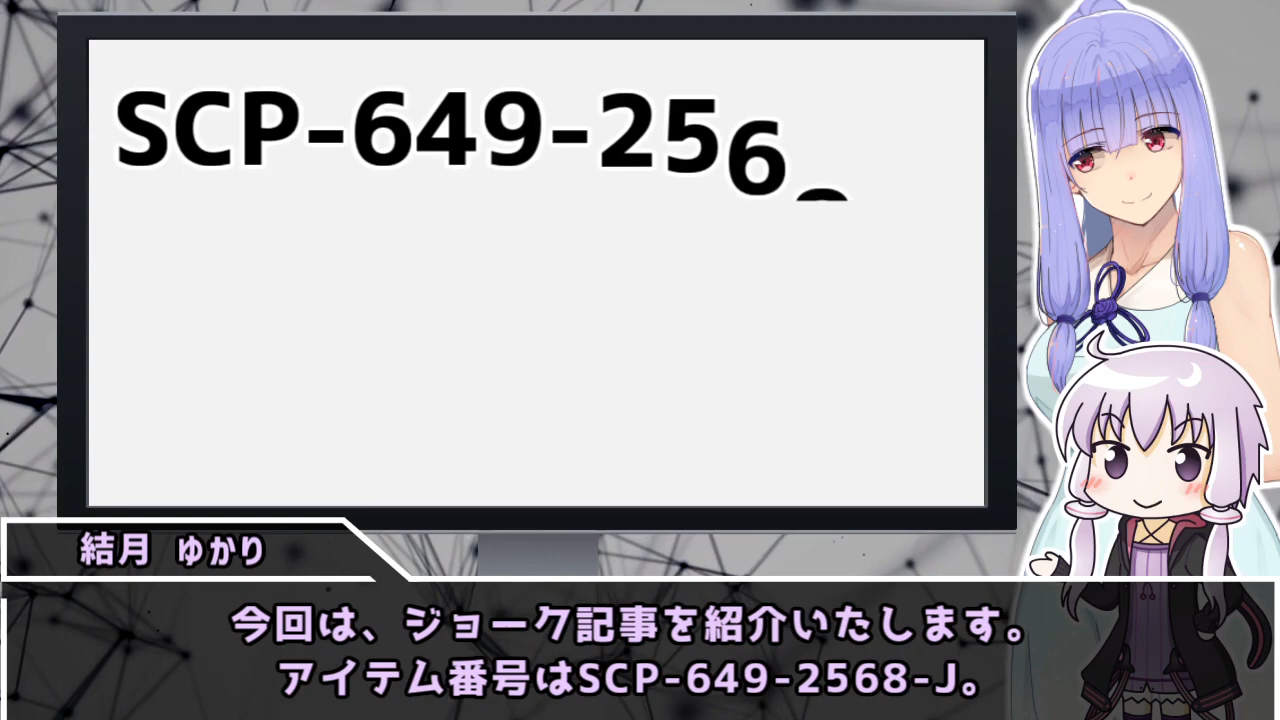 SCP-649-256
結月 ゆかり
今回は、ジョーク記事を紹介いたします。
アイテム番号はSCP-649-2568-J。